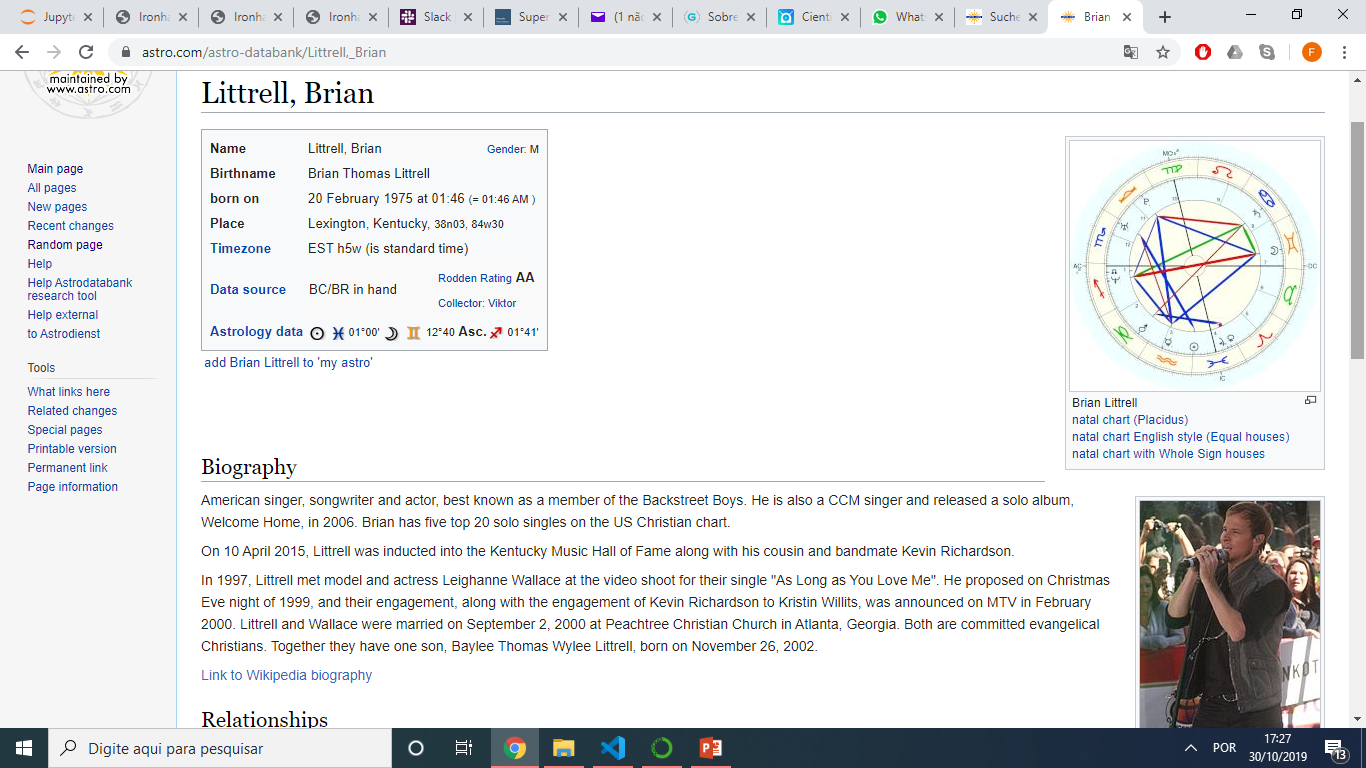 Jupyte
Ironha
Ironha
Ironha
Slack
Super
(1 não
Sobre
Cienti
What
Suche
Brian
astro.com/astro-databank/Littrell,_Brian
F
maintained by
www.astro.com
Main page
All pages
New pages
Recent changes
Random page
Help
Help Astrodatabank
research tool
Help external
to Astrodienst
Tools
What links here
Related changes
Special pages
Printable version
Permanent link
Page information
Littrell, Brian
Name Littrell, Brian Gender: M
Birthname Brian Thomas Littrell
born on 20 February 1975 at 01:46 (= 01:46 AM )
Place Lexington, Kentucky, 38n03, 84w30
Timezone EST h5w (is standard time)
Data source BC/BR in hand
Rodden Rating AA
Collector: Viktor
Astrology data ☉ ♓ 01°00' ☽ ♊ 12°40 Asc. ♐ 01°41'
add Brian Littrell to 'my astro'
MC
AC
DC
IC
Brian Littrell
natal chart (Placidus)
natal chart English style (Equal houses)
natal chart with Whole Sign houses
Biography
American singer, songwriter and actor, best known as a member of the Backstreet Boys. He is also a CCM singer and released a solo album,
Welcome Home, in 2006. Brian has five top 20 solo singles on the US Christian chart.
On 10 April 2015, Littrell was inducted into the Kentucky Music Hall of Fame along with his cousin and bandmate Kevin Richardson.
In 1997, Littrell met model and actress Leighanne Wallace at the video shoot for their single "As Long as You Love Me". He proposed on Christmas
Eve night of 1999, and their engagement, along with the engagement of Kevin Richardson to Kristin Willits, was announced on MTV in February
2000. Littrell and Wallace were married on September 2, 2000 at Peachtree Christian Church in Atlanta, Georgia. Both are committed evangelical
Christians. Together they have one son, Baylee Thomas Wylee Littrell, born on November 26, 2002.
Link to Wikipedia biography
NKOT
Relationships
Digite aqui para pesquisar
POR
17:27
30/10/2019
13